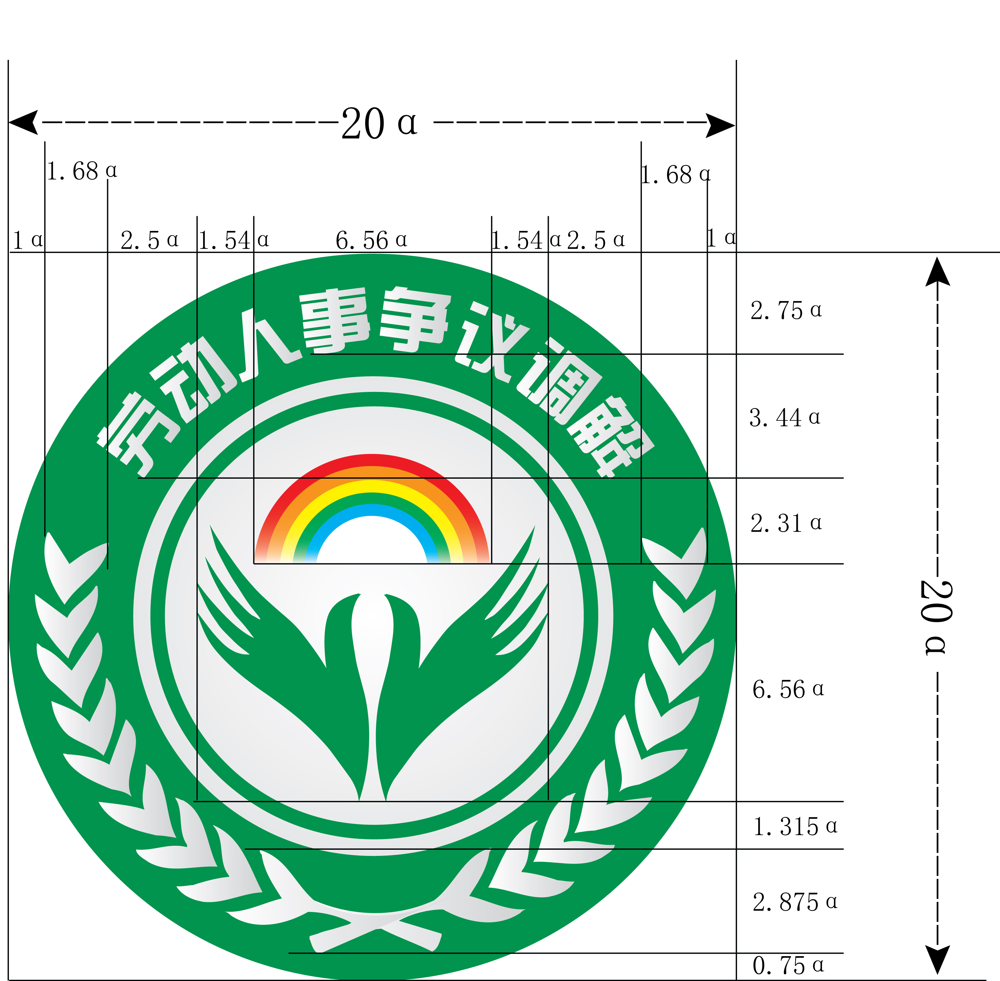 20 α
1.68 α
1.68 α
1 α
2.5 α
1.54 α
6.56 α
1.54 α
2.5 α
1 α
劳动人事争议调解
2.75 α
3.44 α
2.31 α
20 α
6.56 α
1.315 α
2.875 α
0.75 α